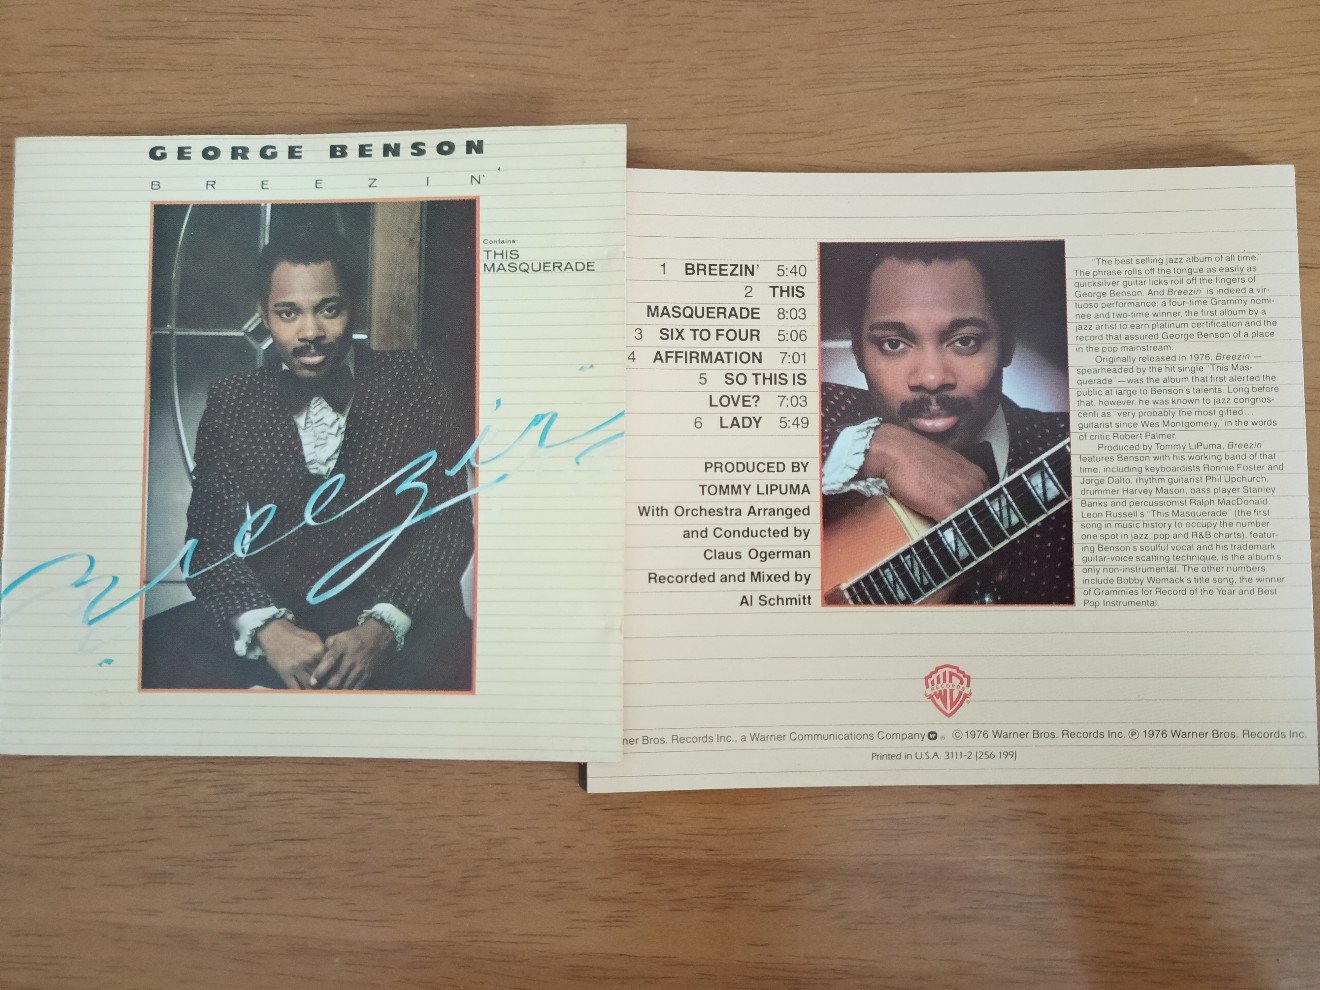 GEORGE BENSON
BREEZIN'
Contains:
THIS
MASQUERADE
Breezin'
1 BREEZIN' 5:40
2 THIS
MASQUERADE 8:03
3 SIX TO FOUR 5:06
4 AFFIRMATION 7:01
5 SO THIS IS
LOVE? 7:03
6 LADY 5:49
PRODUCED BY
TOMMY LIPUMA
With Orchestra Arranged
and Conducted by
Claus Ogerman
Recorded and Mixed by
Al Schmitt
"The best selling jazz album of all time."
The phrase rolls off the tongue as easily as
quicksilver guitar licks roll off the fingers of
George Benson. And Breezin' is indeed a vir-
tuoso performance: a four-time Grammy nomi-
nee and two-time winner, the first album by a
jazz artist to earn platinum certification and the
record that assured George Benson of a place
in the pop mainstream.
Originally released in 1976, Breezin'—
spearheaded by the hit single "This Mas-
querade"—was the album that first alerted the
public at large to Benson's talents. Long before
that, however, he was known to jazz congnos-
centi as "very probably the most gifted...
guitarist since Wes Montgomery," in the words
of critic Robert Palmer.
Produced by Tommy LiPuma, Breezin'
features Benson with his working band of that
time, including keyboardists Ronnie Foster and
Jorge Dalto, rhythm guitarist Phil Upchurch,
drummer Harvey Mason, bass player Stanley
Banks and percussionist Ralph MacDonald.
Leon Russell's "This Masquerade" (the first
song in music history to occupy the number
one spot in jazz, pop and R&B charts), featur-
ing Benson's soulful vocal and his trademark
guitar-voice scatting technique, is the album's
only non-instrumental. The other numbers
include Bobby Womack's title song, the winner
of Grammies for Record of the Year and Best
Pop Instrumental.
WB
RECORDS
ner Bros. Records Inc., a Warner Communications Company ©1976 Warner Bros. Records Inc. ℗ 1976 Warner Bros. Records Inc.
Printed in U.S.A. 3111-2 (256 199)